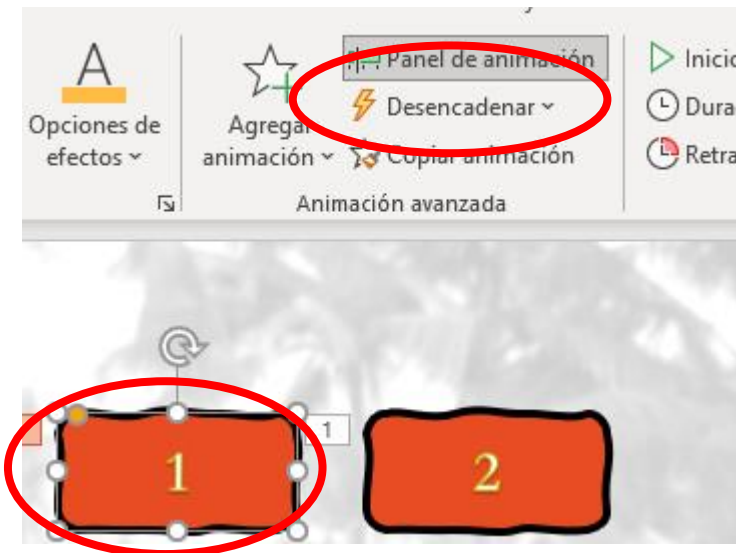 Panel de animación
Desencadenar
Copiar animación
Opciones de
efectos
Agregar
animación
Inicio
Dura
Retra
Animación avanzada
1
1
2